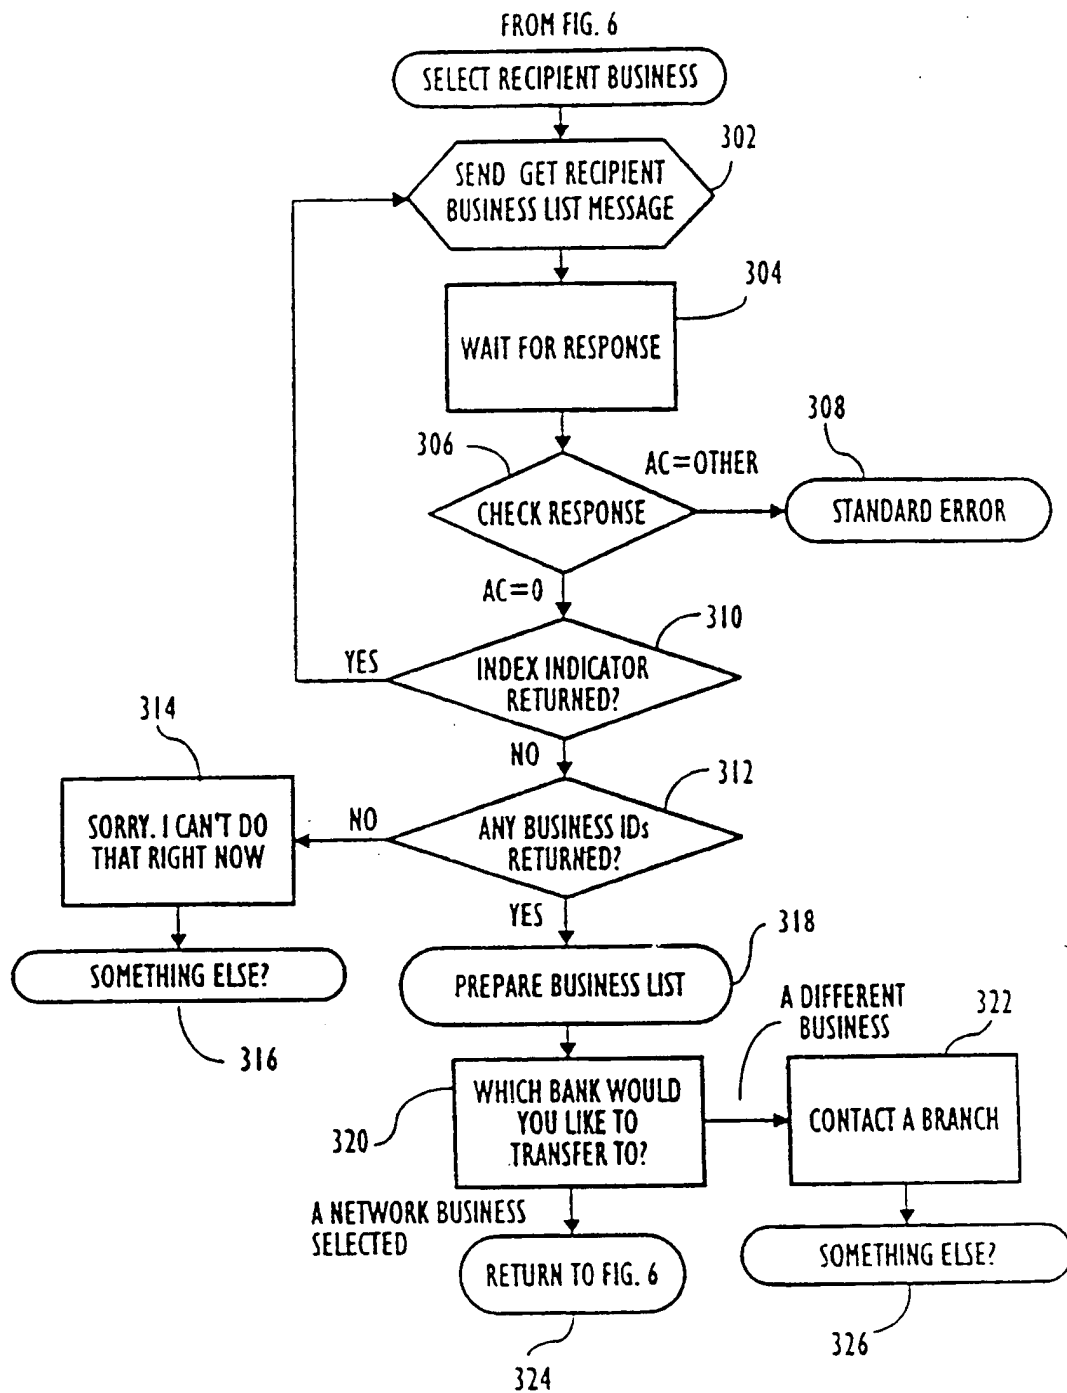 FROM FIG. 6
SELECT RECIPIENT BUSINESS
302
SEND GET RECIPIENT
BUSINESS LIST MESSAGE
304
WAIT FOR RESPONSE
306
AC=OTHER
308
CHECK RESPONSE
STANDARD ERROR
AC=0
310
YES
INDEX INDICATOR
RETURNED?
314
NO
312
SORRY. I CAN'T DO
THAT RIGHT NOW
NO
ANY BUSINESS IDs
RETURNED?
YES
318
SOMETHING ELSE?
PREPARE BUSINESS LIST
316
A DIFFERENT
BUSINESS
322
320
WHICH BANK WOULD
YOU LIKE TO
TRANSFER TO?
CONTACT A BRANCH
A NETWORK BUSINESS
SELECTED
RETURN TO FIG. 6
SOMETHING ELSE?
324
326